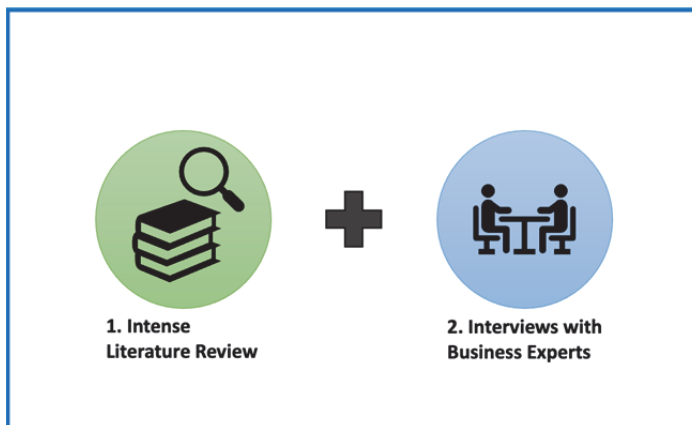 1. Intense
Literature Review
2. Interviews with
Business Experts